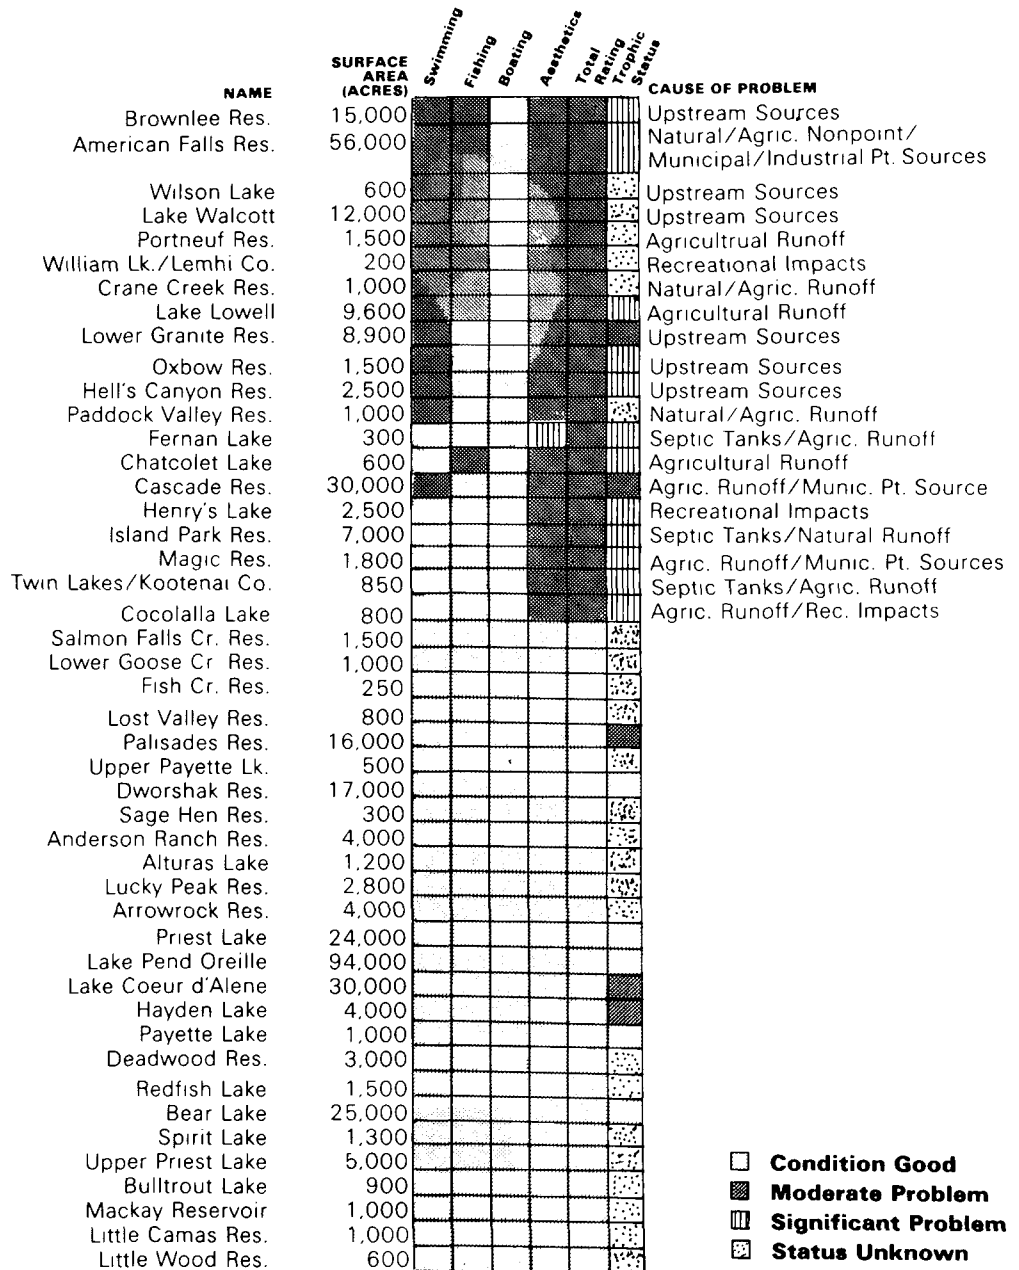 Swimming Fishing Boating Aesthetics Total Rating Trophic Status
NAME SURFACE AREA (ACRES) CAUSE OF PROBLEM
Brownlee Res. 15,000 Upstream Sources
American Falls Res. 56,000 Natural/Agric. Nonpoint/
Municipal/Industrial Pt. Sources
Wilson Lake 600 Upstream Sources
Lake Walcott 12,000 Upstream Sources
Portneuf Res. 1,500 Agricultrual Runoff
William Lk./Lemhi Co. 200 Recreational Impacts
Crane Creek Res. 1,000 Natural/Agric. Runoff
Lake Lowell 9,600 Agricultural Runoff
Lower Granite Res. 8,900 Upstream Sources
Oxbow Res. 1,500 Upstream Sources
Hell's Canyon Res. 2,500 Upstream Sources
Paddock Valley Res. 1,000 Natural/Agric. Runoff
Fernan Lake 300 Septic Tanks/Agric. Runoff
Chatcolet Lake 600 Agricultural Runoff
Cascade Res. 30,000 Agric. Runoff/Munic. Pt. Source
Henry's Lake 2,500 Recreational Impacts
Island Park Res. 7,000 Septic Tanks/Natural Runoff
Magic Res. 1,800 Agric. Runoff/Munic. Pt. Sources
Twin Lakes/Kootenai Co. 850 Septic Tanks/Agric. Runoff
Cocolalla Lake 800 Agric. Runoff/Rec. Impacts
Salmon Falls Cr. Res. 1,500
Lower Goose Cr Res. 1,000
Fish Cr. Res. 250
Lost Valley Res. 800
Palisades Res. 16,000
Upper Payette Lk. 500
Dworshak Res. 17,000
Sage Hen Res. 300
Anderson Ranch Res. 4,000
Alturas Lake 1,200
Lucky Peak Res. 2,800
Arrowrock Res. 4,000
Priest Lake 24,000
Lake Pend Oreille 94,000
Lake Coeur d'Alene 30,000
Hayden Lake 4,000
Payette Lake 1,000
Deadwood Res. 3,000
Redfish Lake 1,500
Bear Lake 25,000
Spirit Lake 1,300
Upper Priest Lake 5,000
Bulltrout Lake 900
Mackay Reservoir 1,000
Little Camas Res. 1,000
Little Wood Res. 600
Condition Good
Moderate Problem
Significant Problem
Status Unknown